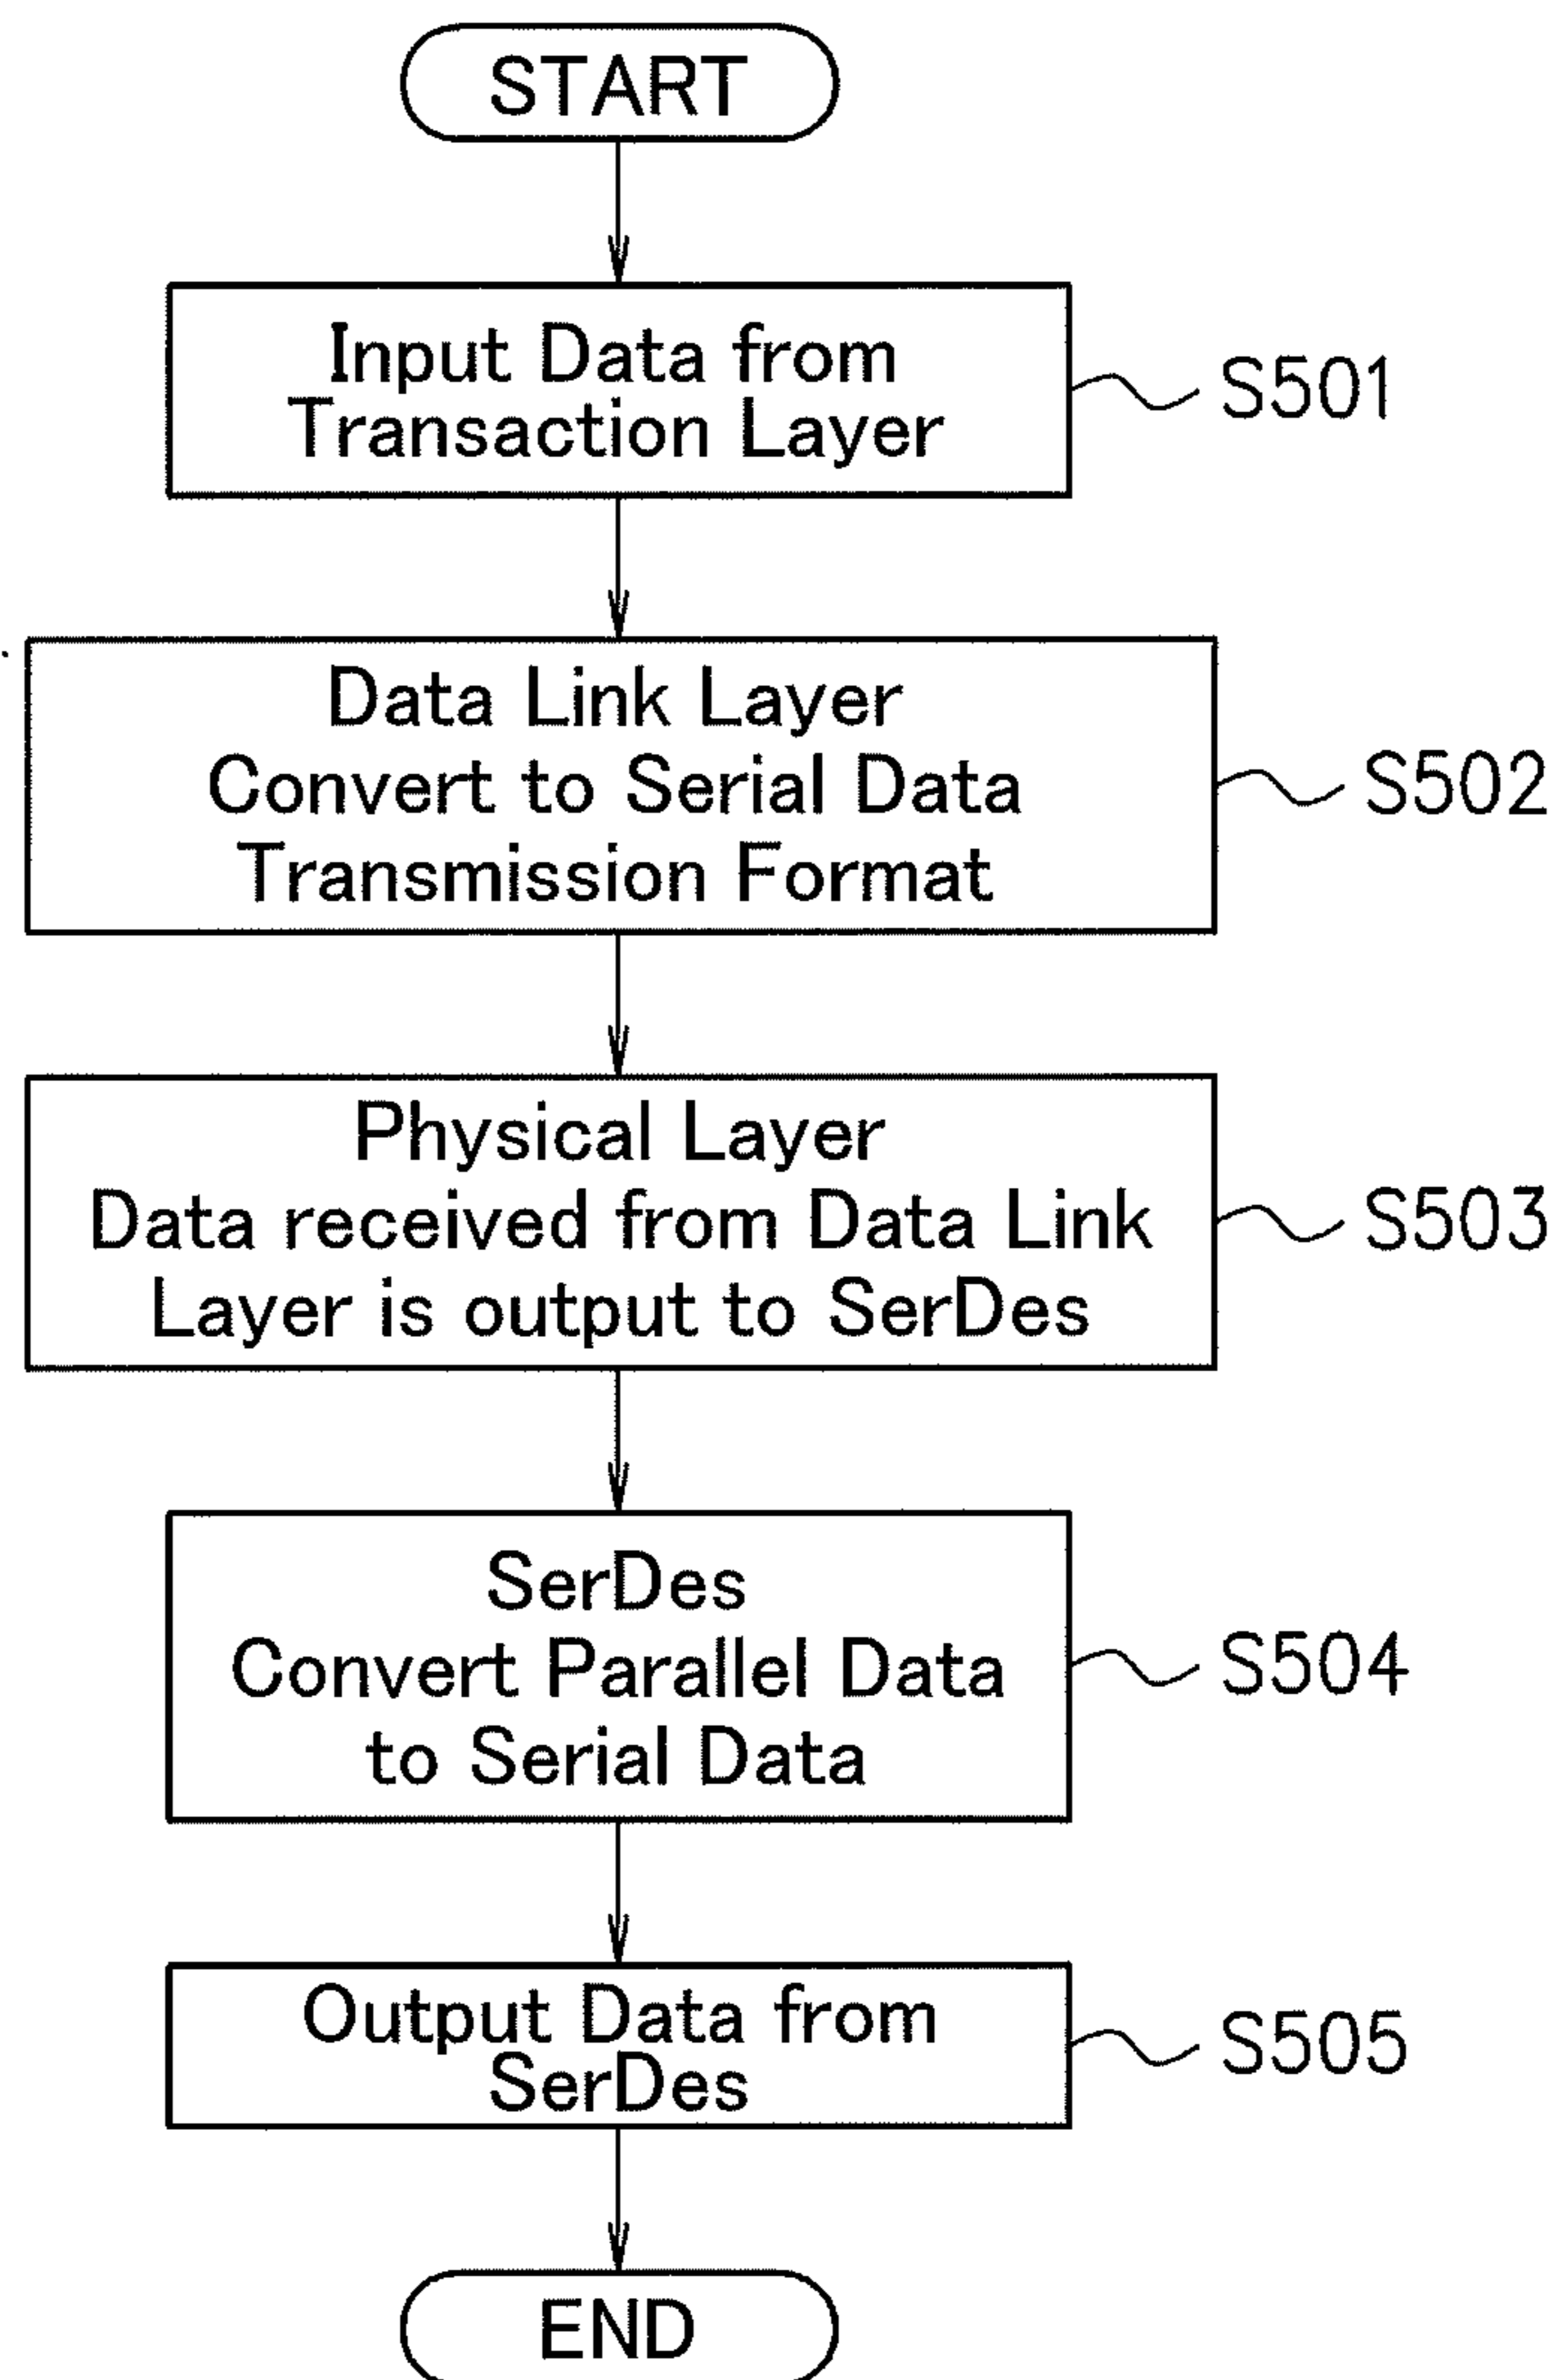 START
Input Data from
Transaction Layer
S501
Data Link Layer
Convert to Serial Data
Transmission Format
S502
Physical Layer
Data received from Data Link
Layer is output to SerDes
S503
SerDes
Convert Parallel Data
to Serial Data
S504
Output Data from
SerDes
S505
END